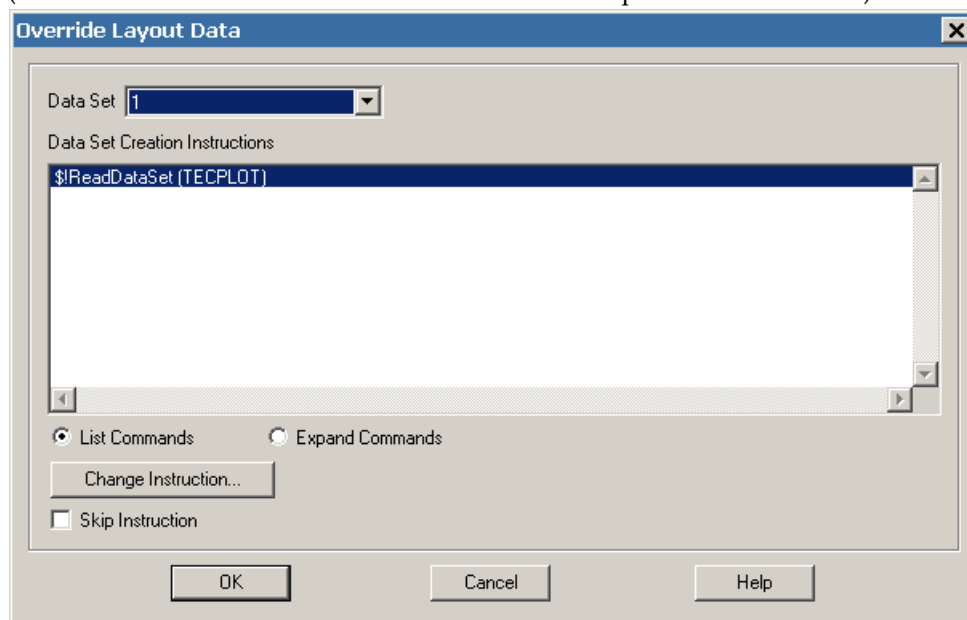 Override Layout Data
Data Set 1
Data Set Creation Instructions
$!ReadDataSet (TECPLOT)
List Commands Expand Commands
Change Instruction...
Skip Instruction
OK Cancel Help